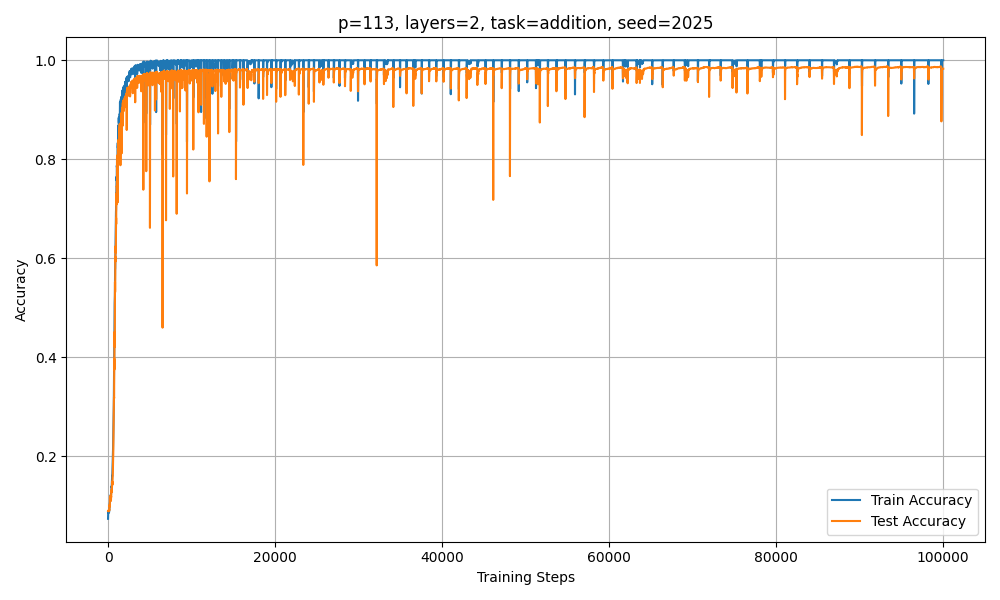 p=113, layers=2, task=addition, seed=2025
1.0
0.8
0.6
0.4
0.2
Accuracy
0 20000 40000 60000 80000 100000
Training Steps
Train Accuracy
Test Accuracy